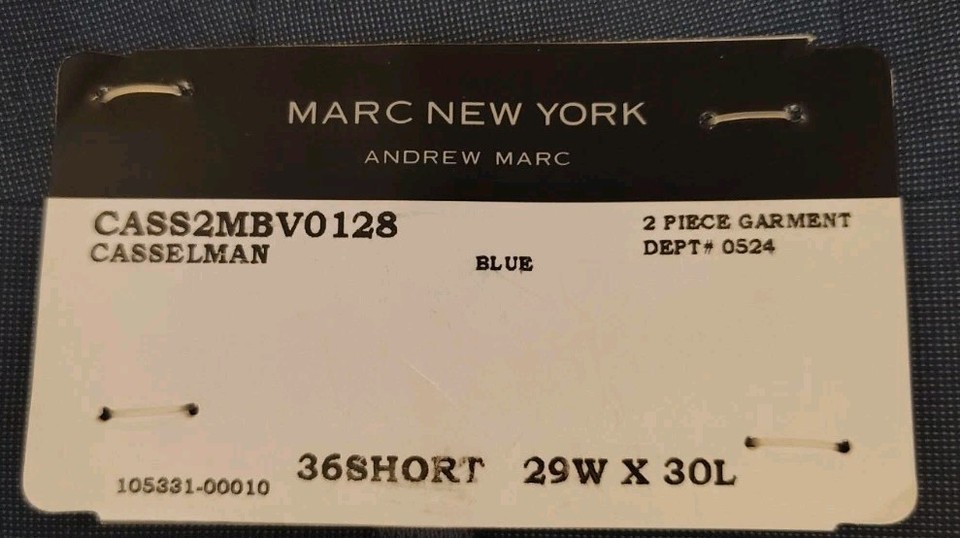 MARC NEW YORK
ANDREW MARC
CASS2MBV0128
CASSELMAN
BLUE
2 PIECE GARMENT
DEPT# 0524
36SHORT 29W X 30L
105331-00010